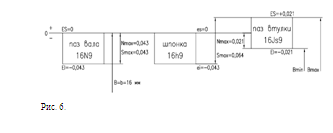 ES=+0,021
+
0
-
ES=0
es=0
паз вала
16N9
Nmax=0,043
Smax=0,043
шпонка
16h9
Nmax=0,021
Smax=0,064
паз втулки
16Js9
EI=-0,043
ei=-0,043
EI=-0,021
B=b=16 мм
Bmin
Bmax
Рис. 6.